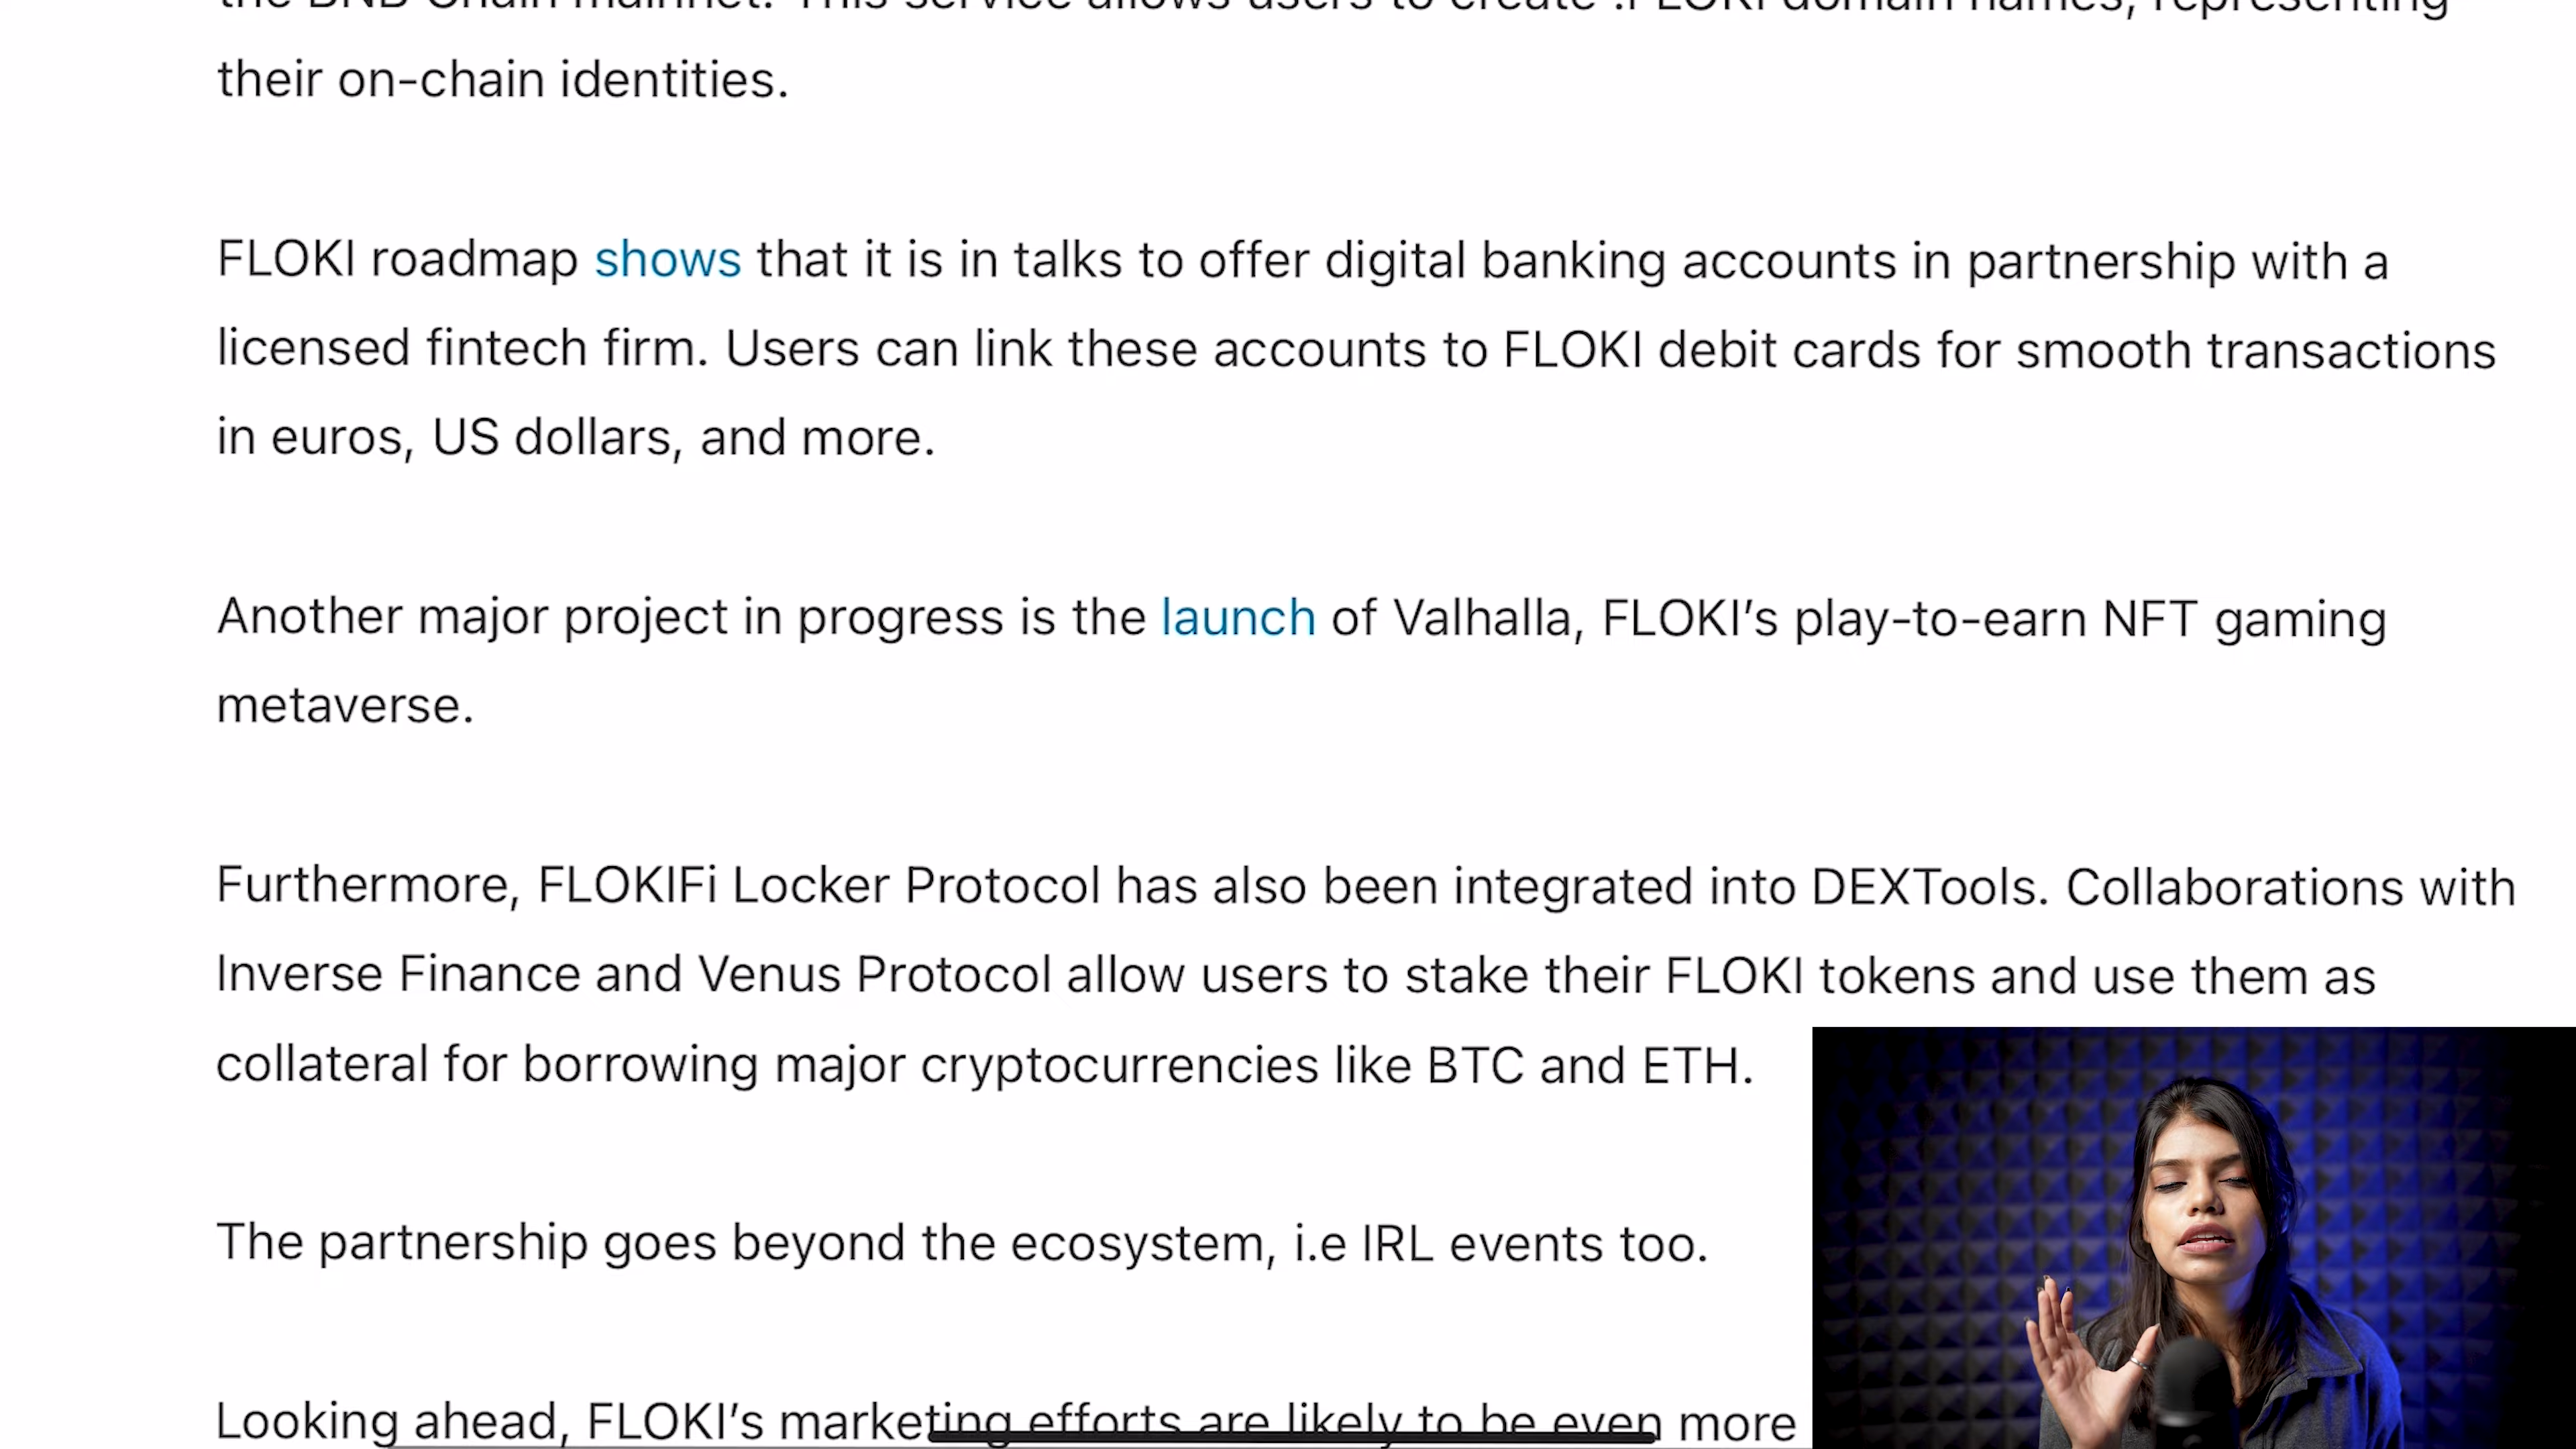 the BNB Chain mainnet. This service allows users to create .FLOKI domain names, representing
their on-chain identities.
FLOKI roadmap shows that it is in talks to offer digital banking accounts in partnership with a
licensed fintech firm. Users can link these accounts to FLOKI debit cards for smooth transactions
in euros, US dollars, and more.
Another major project in progress is the launch of Valhalla, FLOKI’s play-to-earn NFT gaming
metaverse.
Furthermore, FLOKIFi Locker Protocol has also been integrated into DEXTools. Collaborations with
Inverse Finance and Venus Protocol allow users to stake their FLOKI tokens and use them as
collateral for borrowing major cryptocurrencies like BTC and ETH.
The partnership goes beyond the ecosystem, i.e IRL events too.
Looking ahead, FLOKI’s marketing efforts are likely to be even more